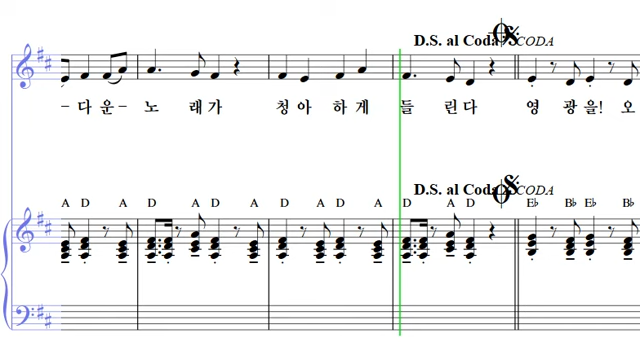 D.S. al Coda CODA
- 다 운 - 노 래 가 청 아 하 게 들 린 다 영 광 을! 오
D.S. al Coda CODA
A D A D A D A D A D A D A D E♭ B♭ E♭ B♭